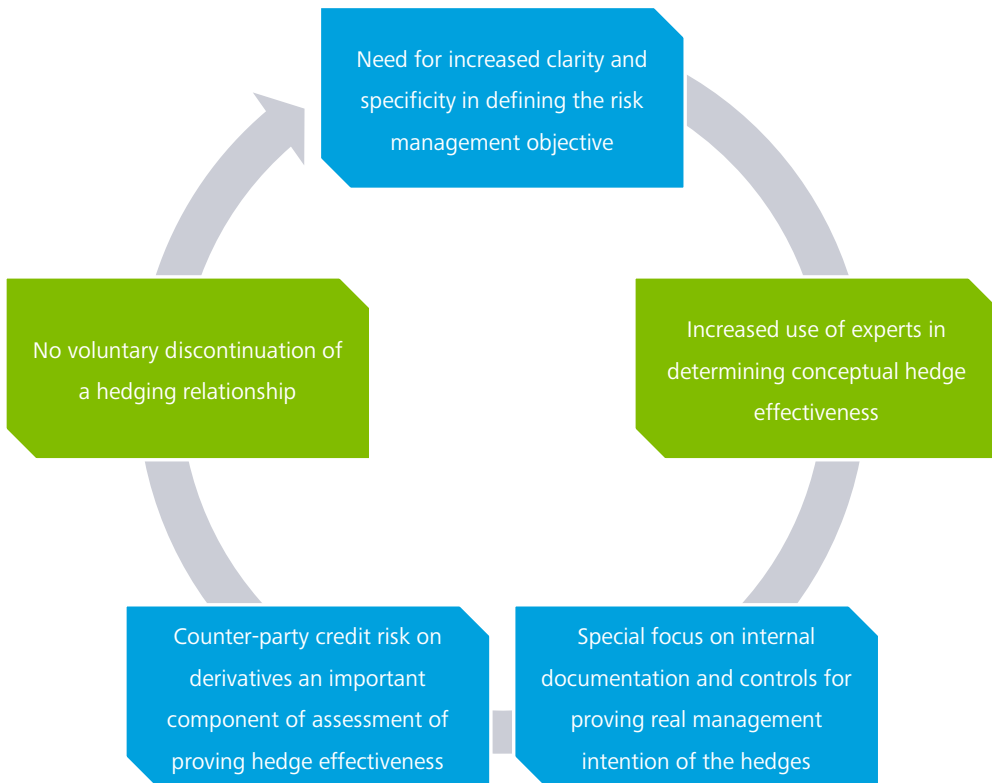 Need for increased clarity and
specificity in defining the risk
management objective
Increased use of experts in
determining conceptual hedge
effectiveness
Special focus on internal
documentation and controls for
proving real management
intention of the hedges
Counter-party credit risk on
derivatives an important
component of assessment of
proving hedge effectiveness
No voluntary discontinuation of
a hedging relationship